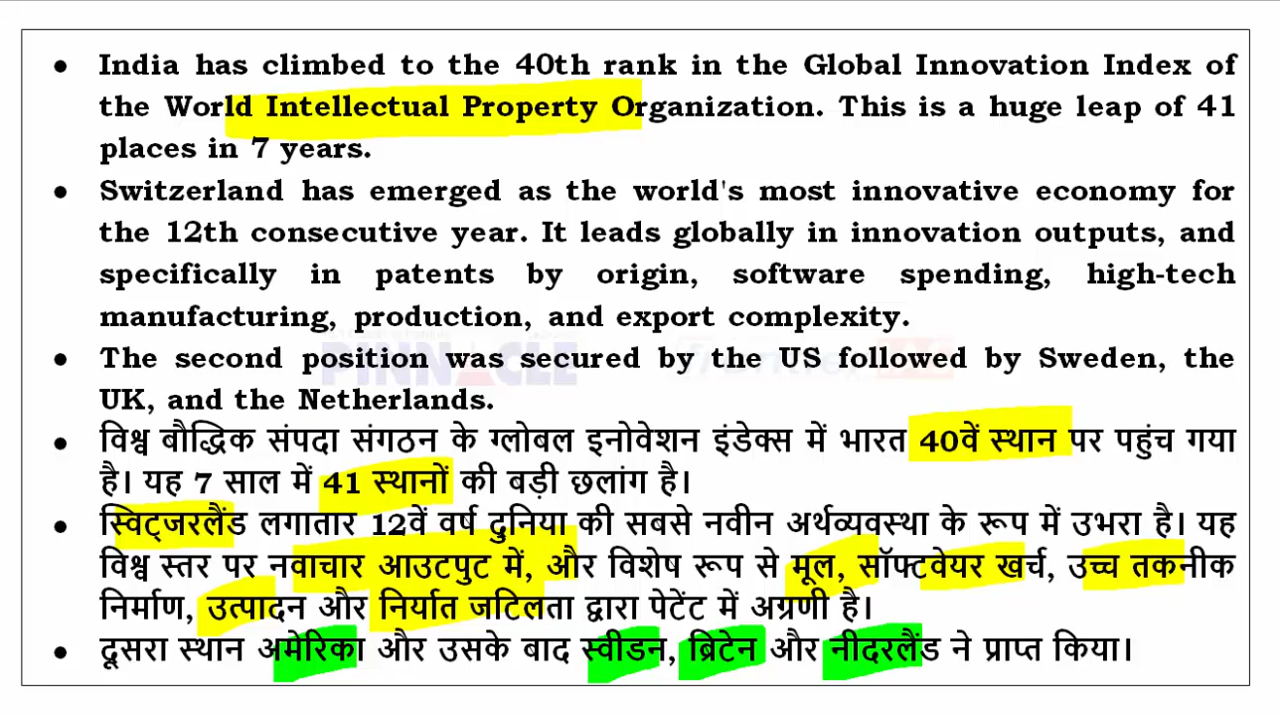 • India has climbed to the 40th rank in the Global Innovation Index of
the World Intellectual Property Organization. This is a huge leap of 41
places in 7 years.
• Switzerland has emerged as the world's most innovative economy for
the 12th consecutive year. It leads globally in innovation outputs, and
specifically in patents by origin, software spending, high-tech
manufacturing, production, and export complexity.
• The second position was secured by the US followed by Sweden, the
UK, and the Netherlands.
• विश्व बौद्धिक संपदा संगठन के ग्लोबल इनोवेशन इंडेक्स में भारत 40वें स्थान पर पहुंच गया
है। यह 7 साल में 41 स्थानों की बड़ी छलांग है।
• स्विट्जरलैंड लगातार 12वें वर्ष दुनिया की सबसे नवीन अर्थव्यवस्था के रूप में उभरा है। यह
विश्व स्तर पर नवाचार आउटपुट में, और विशेष रूप से मूल, सॉफ्टवेयर खर्च, उच्च तकनीक
निर्माण, उत्पादन और निर्यात जटिलता द्वारा पेटेंट में अग्रणी है।
• दूसरा स्थान अमेरिका और उसके बाद स्वीडन, ब्रिटेन और नीदरलैंड ने प्राप्त किया।
PINNACLE